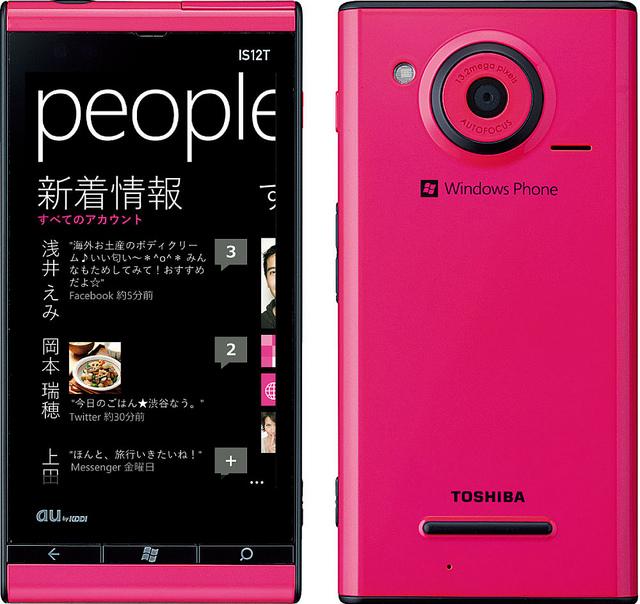 IS12T
people
新着情報
すべてのアカウント
浅井 えみ
"海外お土産のボディクリー
ム♪いい匂い～＊^o^＊ みん
なもためしてみて！おすすめ
だよ☆"
Facebook 約5分前
3
岡本 瑞穂
2
"今日のごはん★渋谷なう。"
Twitter 約30分前
上田
"ほんと、旅行いきたいね！"
Messenger 金曜日
+
...
au by KDDI
13.2mega pixels
AUTOFOCUS
Windows Phone
TOSHIBA